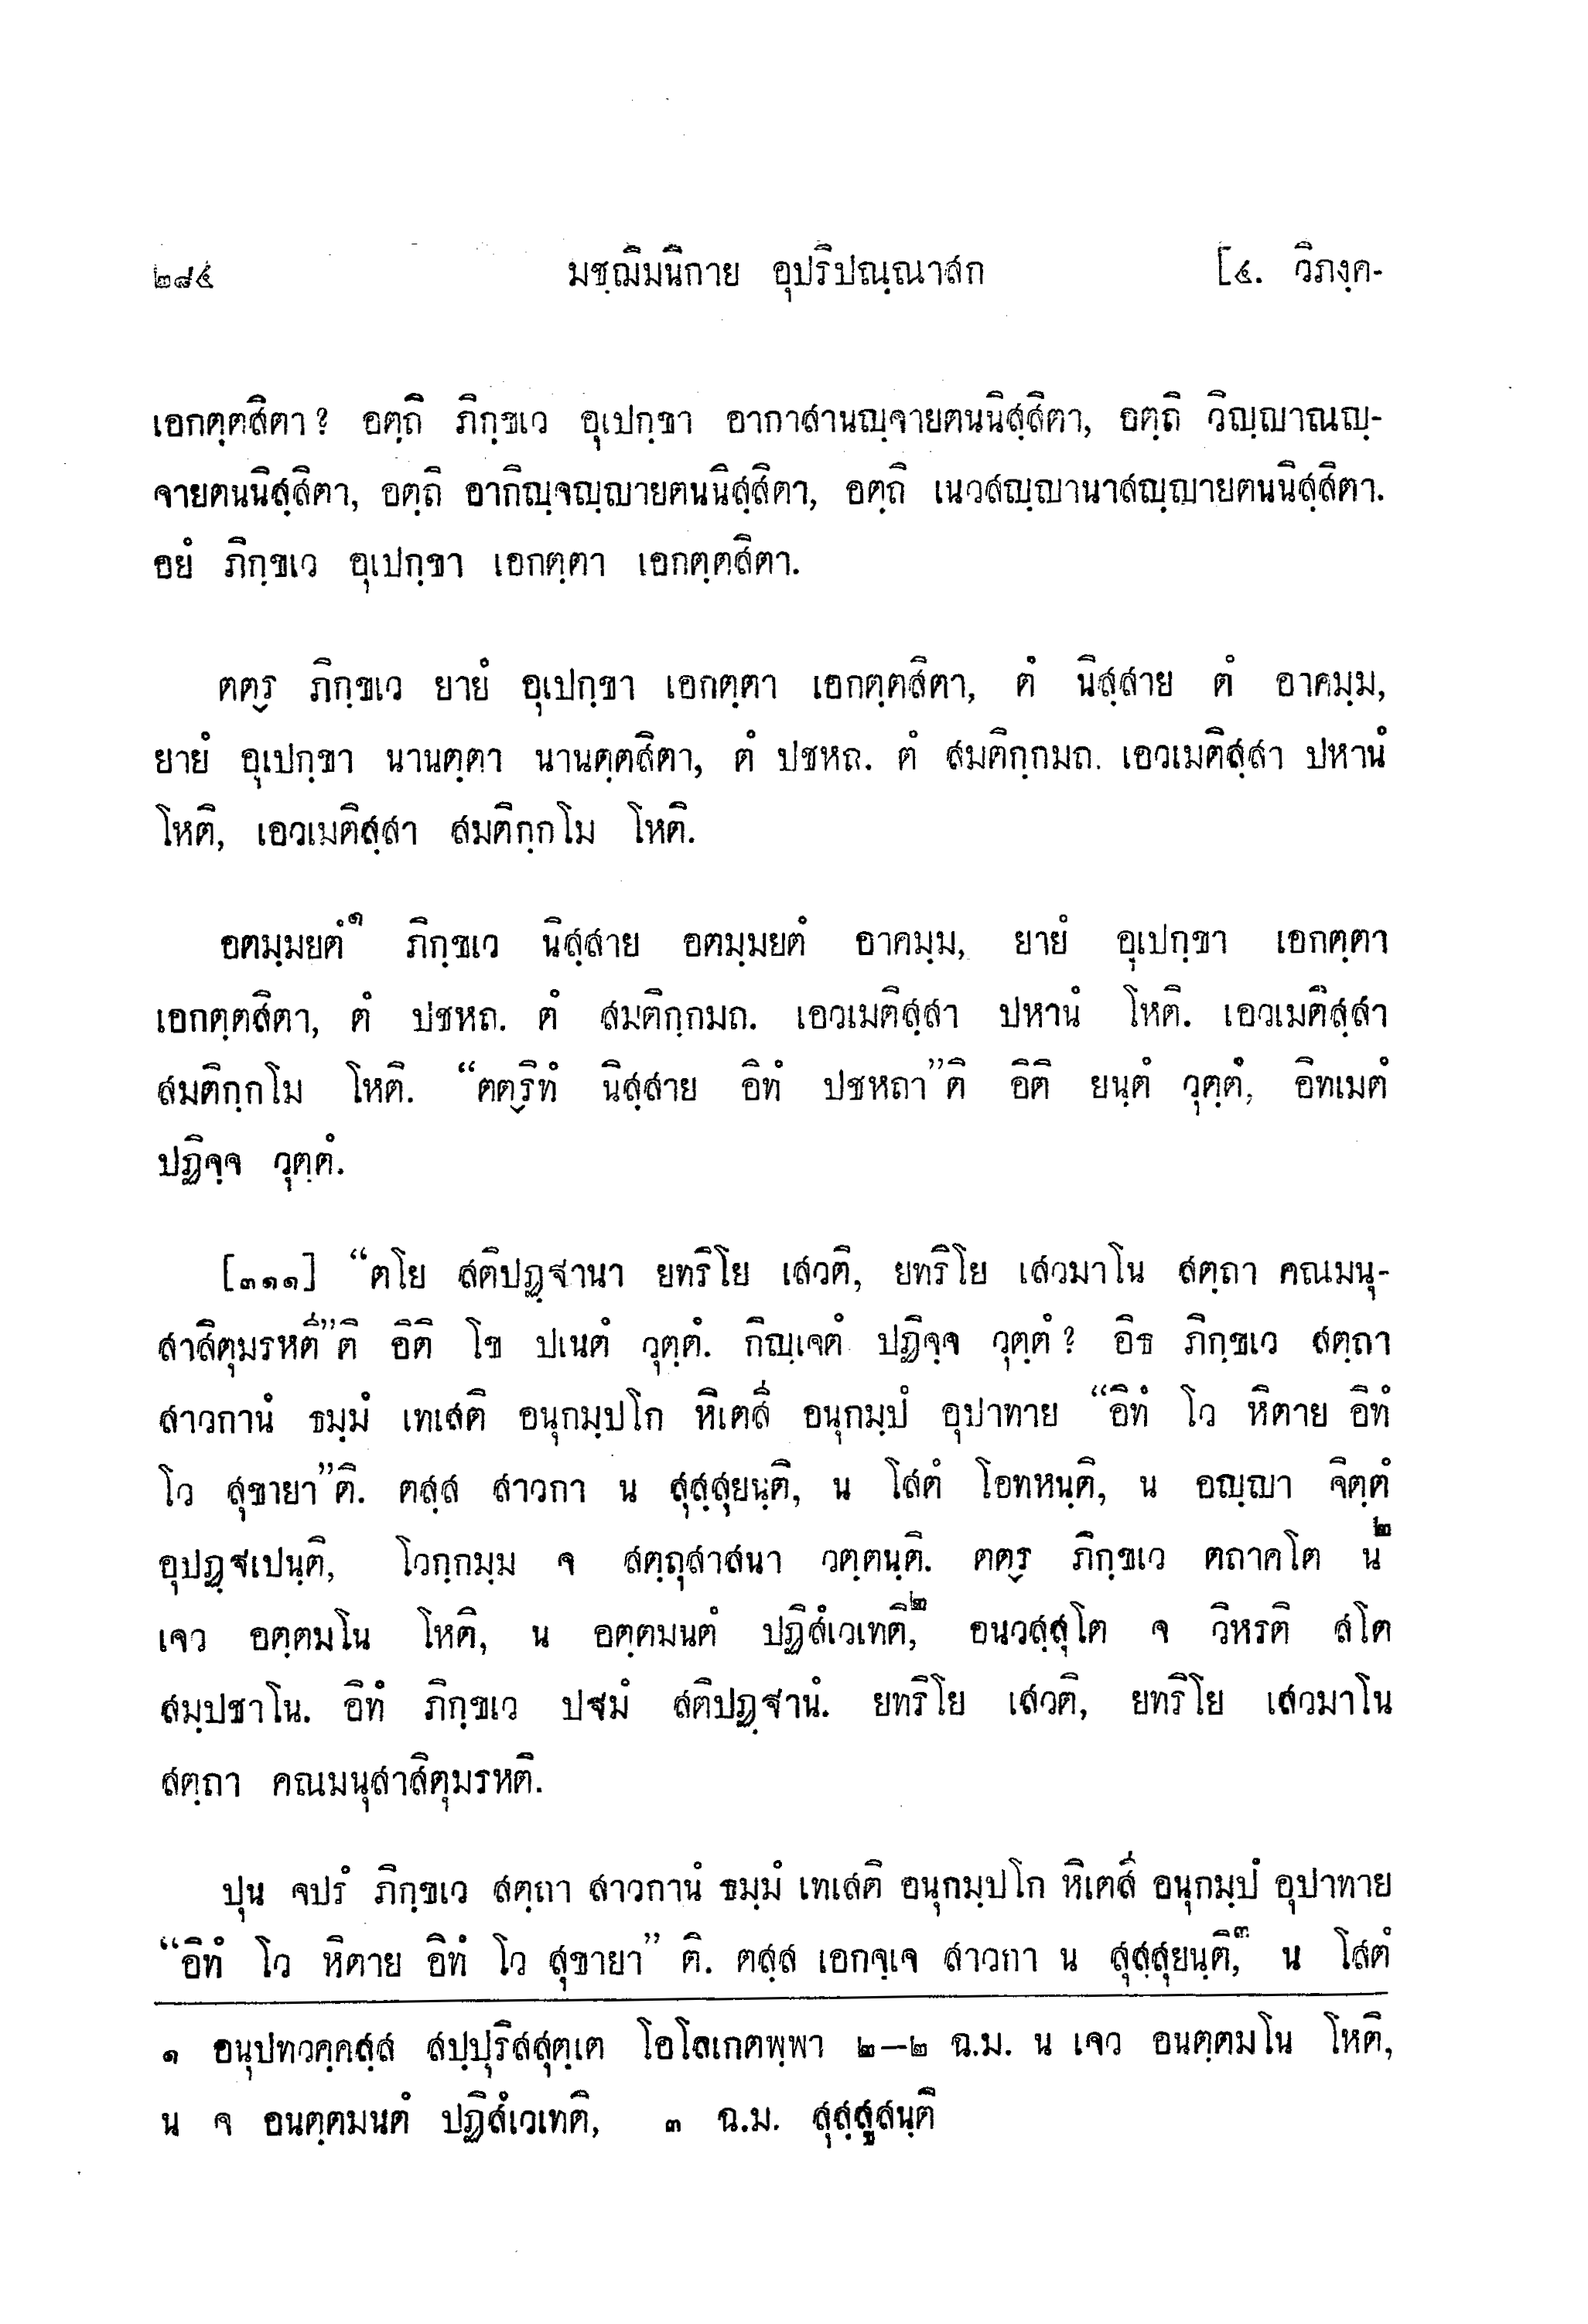 ๒๘๔ มชฺฌิมนิกาย อุปริปณฺณาสก [๔. วิภงฺค-
เอกตฺตสิตา? อตฺถิ ภิกฺขเว อุเปกฺขา อากาสานญฺจายตนนิสฺสิตา, อตฺถิ วิญฺญาณญฺ-
จายตนนิสฺสิตา, อตฺถิ อากิญฺจญฺญายตนนิสฺสิตา, อตฺถิ เนวสญฺญานาสญฺญายตนนิสฺสิตา.
อยํ ภิกฺขเว อุเปกฺขา เอกตฺตา เอกตฺตสิตา.
ตตฺร ภิกฺขเว ยายํ อุเปกฺขา เอกตฺตา เอกตฺตสิตา, ตํ นิสฺสาย ตํ อาคมฺม,
ยายํ อุเปกฺขา นานตฺตา นานตฺตสิตา, ตํ ปชหถ. ตํ สมติกฺกมถ. เอวเมติสฺสา ปหานํ
โหติ, เอวเมติสฺสา สมติกฺกโม โหติ.
อตมฺมยตํ๑ ภิกฺขเว นิสฺสาย อตมฺมยตํ อาคมฺม, ยายํ อุเปกฺขา เอกตฺตา
เอกตฺตสิตา, ตํ ปชหถ. ตํ สมติกฺกมถ. เอวเมติสฺสา ปหานํ โหติ. เอวเมติสฺสา
สมติกฺกโม โหติ. “ตตฺริทํ นิสฺสาย อิทํ ปชหถา”ติ อิติ ยนฺตํ วุตฺตํ, อิทเมตํ
ปฏิจฺจ วุตฺตํ.
[๓๑๑] “ตโย สติปฏฺฐานา ยทริโย เสวติ, ยทริโย เสวมาโน สตฺถา คณมนุ-
สาสิตุมรหตี”ติ อิติ โข ปเนตํ วุตฺตํ. กิญฺเจตํ ปฏิจฺจ วุตฺตํ? อิธ ภิกฺขเว สตฺถา
สาวกานํ ธมฺมํ เทเสติ อนุกมฺปโก หิเตสี อนุกมฺปํ อุปาทาย “อิทํ โว หิตาย อิทํ
โว สุขายา”ติ. ตสฺส สาวกา น สุสฺสุยนฺติ, น โสตํ โอทหนฺติ, น อญฺญา จิตฺตํ
อุปฏฺฐเปนฺติ, โวกฺกมฺม จ สตฺถุสาสนา วตฺตนฺติ. ตตฺร ภิกฺขเว ตถาคโต น๒
เจว อตฺตมโน โหติ, น อตฺตมนตํ ปฏิสํเวเทติ,๒ อนวสฺสุโต จ วิหรติ สโต
สมฺปชาโน. อิทํ ภิกฺขเว ปฐมํ สติปฏฺฐานํ. ยทริโย เสวติ, ยทริโย เสวมาโน
สตฺถา คณมนุสาสิตุมรหติ.
ปุน จปรํ ภิกฺขเว สตฺถา สาวกานํ ธมฺมํ เทเสติ อนุกมฺปโก หิเตสี อนุกมฺปํ อุปาทาย
“อิทํ โว หิตาย อิทํ โว สุขายา” ติ. ตสฺส เอกจฺเจ สาวกา น สุสฺสุยนฺติ,๓ น โสตํ
๑ อนุปทวคฺคสฺส สปฺปุริสสุตฺเต โอโลเกตพฺพา ๒–๒ ฉ.ม. น เจว อนตฺตมโน โหติ,
น จ อนตฺตมนตํ ปฏิสํเวเทติ, ๓ ฉ.ม. สุสฺสูสนฺติ